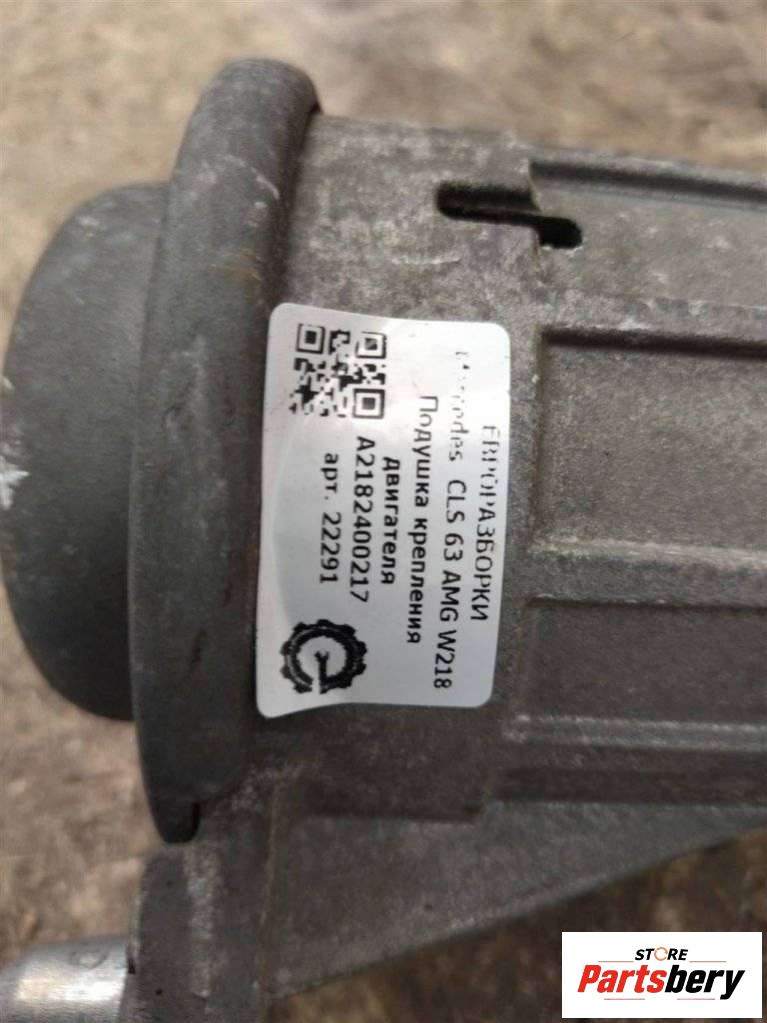 ЕВРОРАЗБОРКИ
Mercedes CLS 63 AMG W218
Подушка крепления
двигателя
A2182400217
арт. 22291
STORE
Partsbery